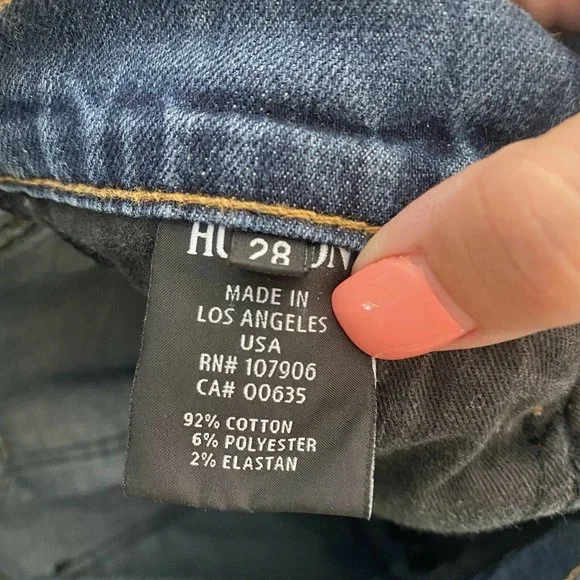 28
MADE IN
LOS ANGELES
USA
RN# 107906
CA# 00635
92% COTTON
6% POLYESTER
2% ELASTAN